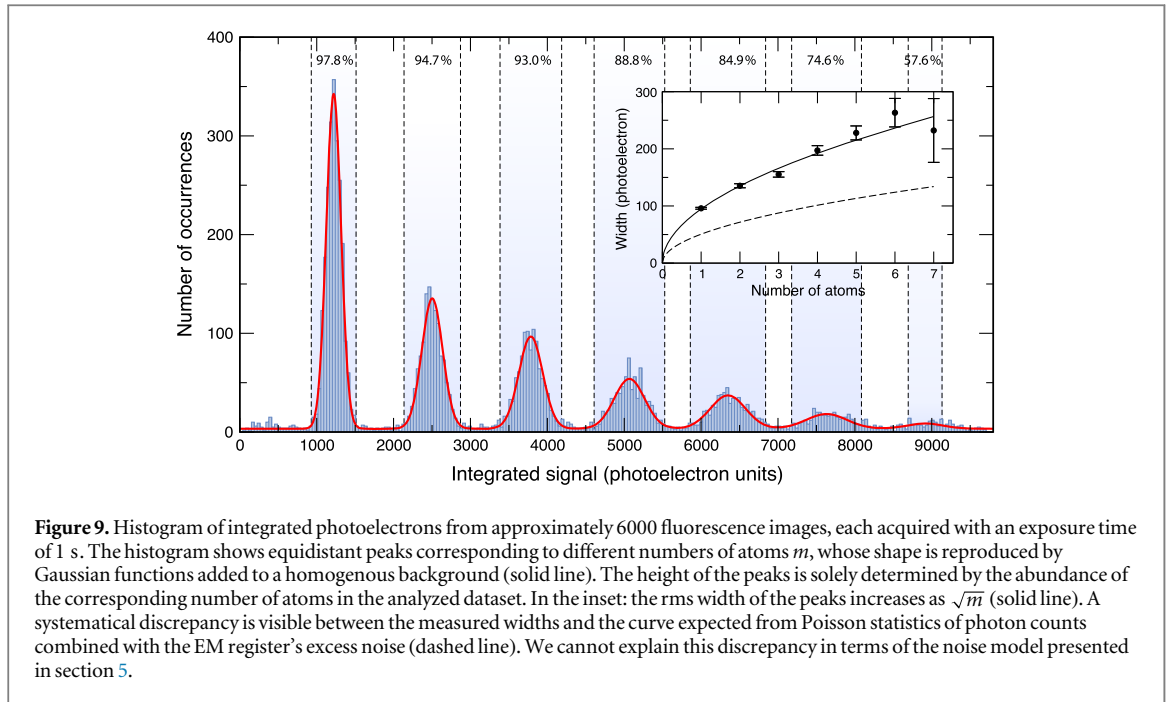 400
300
200
100
0
Number of occurrences
97.8%
94.7%
93.0%
88.8%
84.9%
74.6%
57.6%
300
200
100
0
Width (photoelectron)
0 1 2 3 4 5 6 7
Number of atoms
0 1000 2000 3000 4000 5000 6000 7000 8000 9000
Integrated signal (photoelectron units)
Figure 9. Histogram of integrated photoelectrons from approximately 6000 fluorescence images, each acquired with an exposure time
of 1 s. The histogram shows equidistant peaks corresponding to different numbers of atoms m, whose shape is reproduced by
Gaussian functions added to a homogenous background (solid line). The height of the peaks is solely determined by the abundance of
the corresponding number of atoms in the analyzed dataset. In the inset: the rms width of the peaks increases as √m (solid line). A
systematical discrepancy is visible between the measured widths and the curve expected from Poisson statistics of photon counts
combined with the EM register's excess noise (dashed line). We cannot explain this discrepancy in terms of the noise model presented
in section 5.